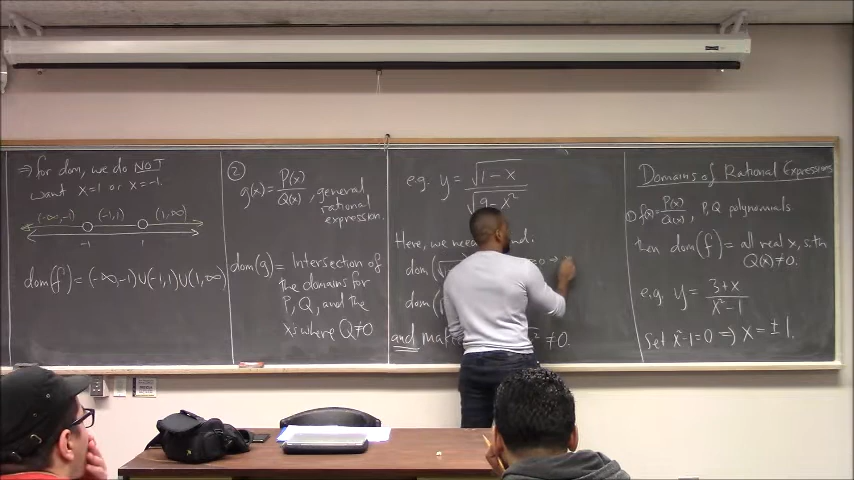 ⇒ for dom, we do NOT
want x=1 or x=-1.
(-∞,-1) (-1,1) (1,∞)
-1 1
dom(f) = (-∞,-1)∪(-1,1)∪(1,∞)
②
g(x) = P(x)/Q(x), general
rational
expression.
dom(g) = Intersection of
the domains for
P, Q, and the
x's where Q≠0
e.g. y = √(1-x)
√(9-x²)
Here, we need
dom(√
dom(
and ² ≠0.
Domains of Rational Expressions
① f(x) = P(x)/Q(x), P, Q polynomials.
then dom(f) = all real x, s.th
Q(x)≠0.
e.g. y = (3+x)/(x²-1)
Set x²-1=0 ⇒ x = ±1.